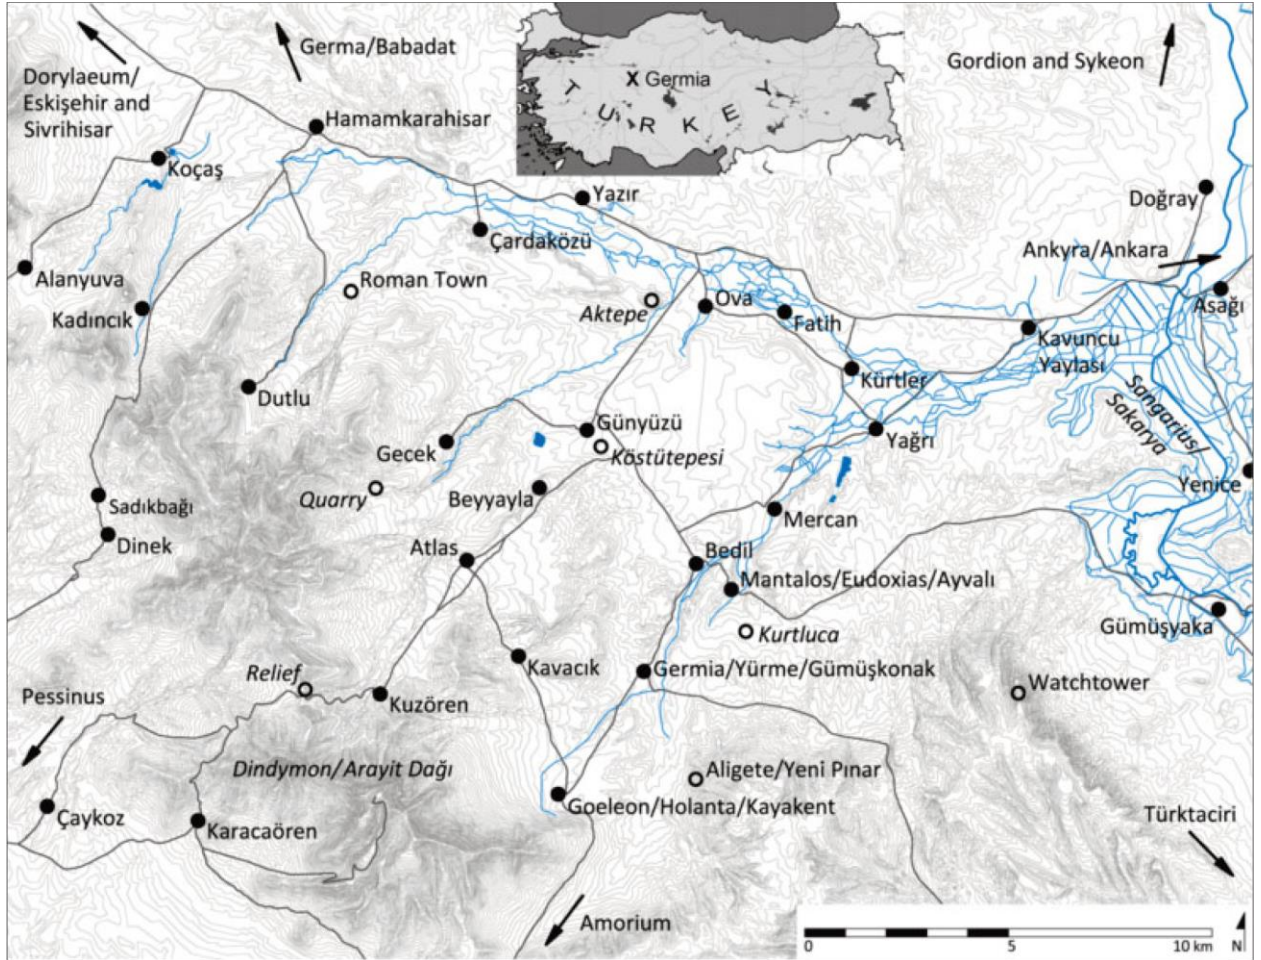 Dorylaeum/
Eskişehir and
Sivrihisar
Germa/Babadat
Gordion and Sykeon
X Germia
TURKEY
Hamamkarahisar
Koçaş
Yazır
Doğray
Çardaközü
Ankyra/Ankara
Alanyuva
Roman Town
Kadıncık
Aktepe
Ova
Fatih
Asağı
Kavuncu
Yaylası
Kürtler
Dutlu
Sangarius/
Sakarya
Günyüzü
Gecek
Köstütepesi
Yağrı
Quarry
Beyyayla
Yenice
Sadıkbağı
Mercan
Dinek
Atlas
Bedil
Mantalos/Eudoxias/Ayvalı
Gümüşyaka
Kurtluca
Kavacık
Germia/Yürme/Gümüşkonak
Relief
Watchtower
Pessinus
Kuzören
Dindymon/Arayit Dağı
Aligete/Yeni Pınar
Goeleon/Holanta/Kayakent
Çaykoz
Karacaören
Türktaciri
Amorium
0 5 10 km
N